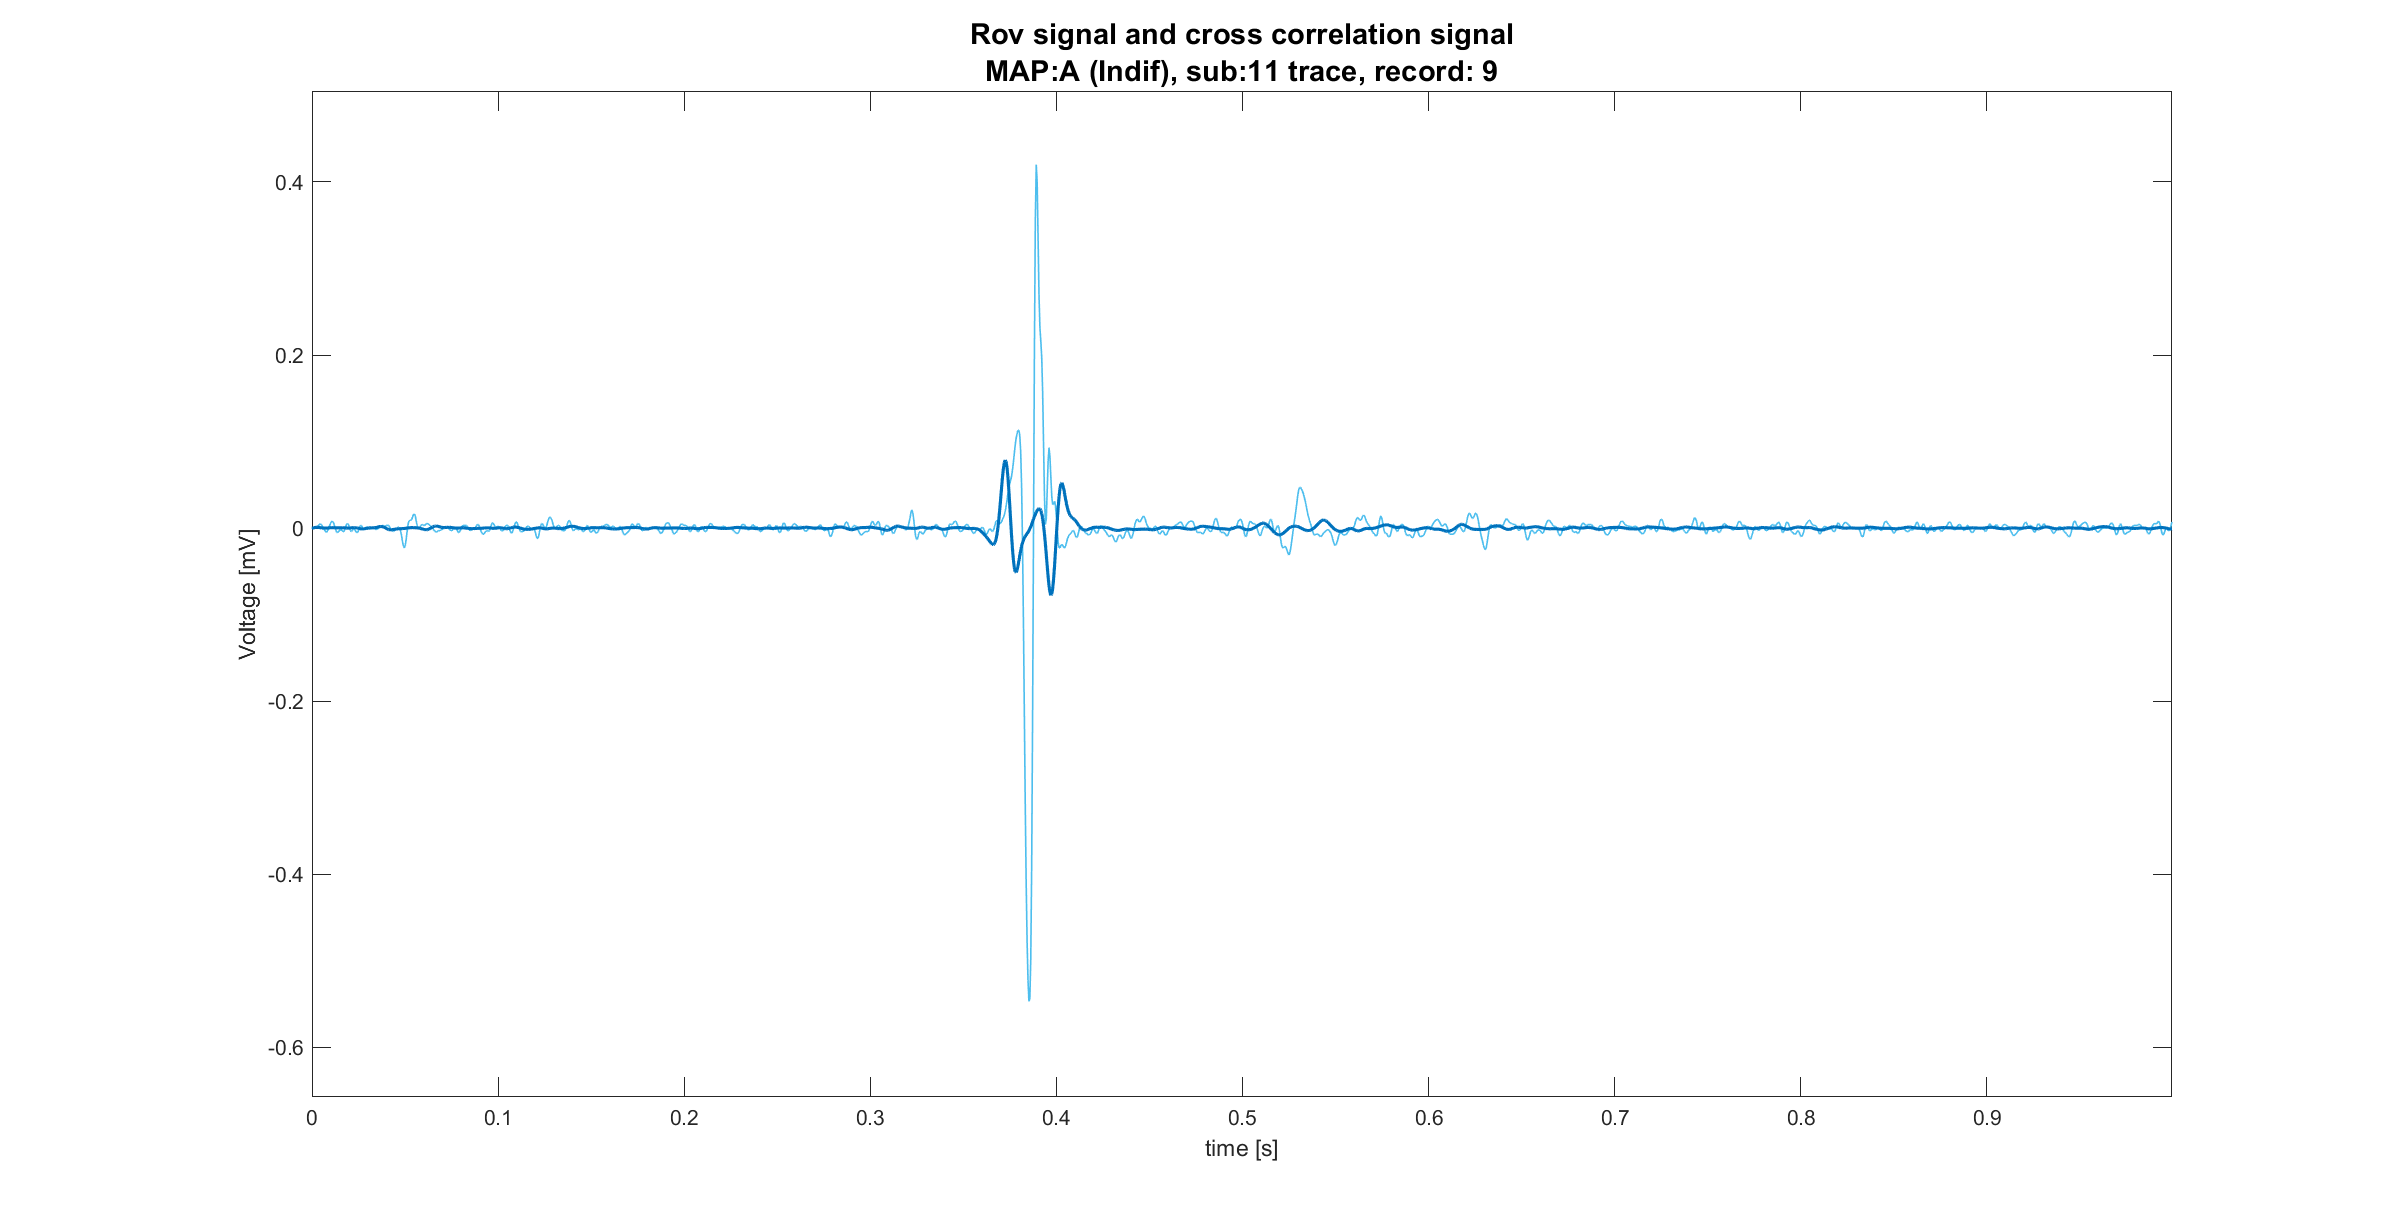 Rov signal and cross correlation signal
MAP:A (Indif), sub:11 trace, record: 9
0.4
0.2
0
-0.2
-0.4
-0.6
Voltage [mV]
0 0.1 0.2 0.3 0.4 0.5 0.6 0.7 0.8 0.9
time [s]